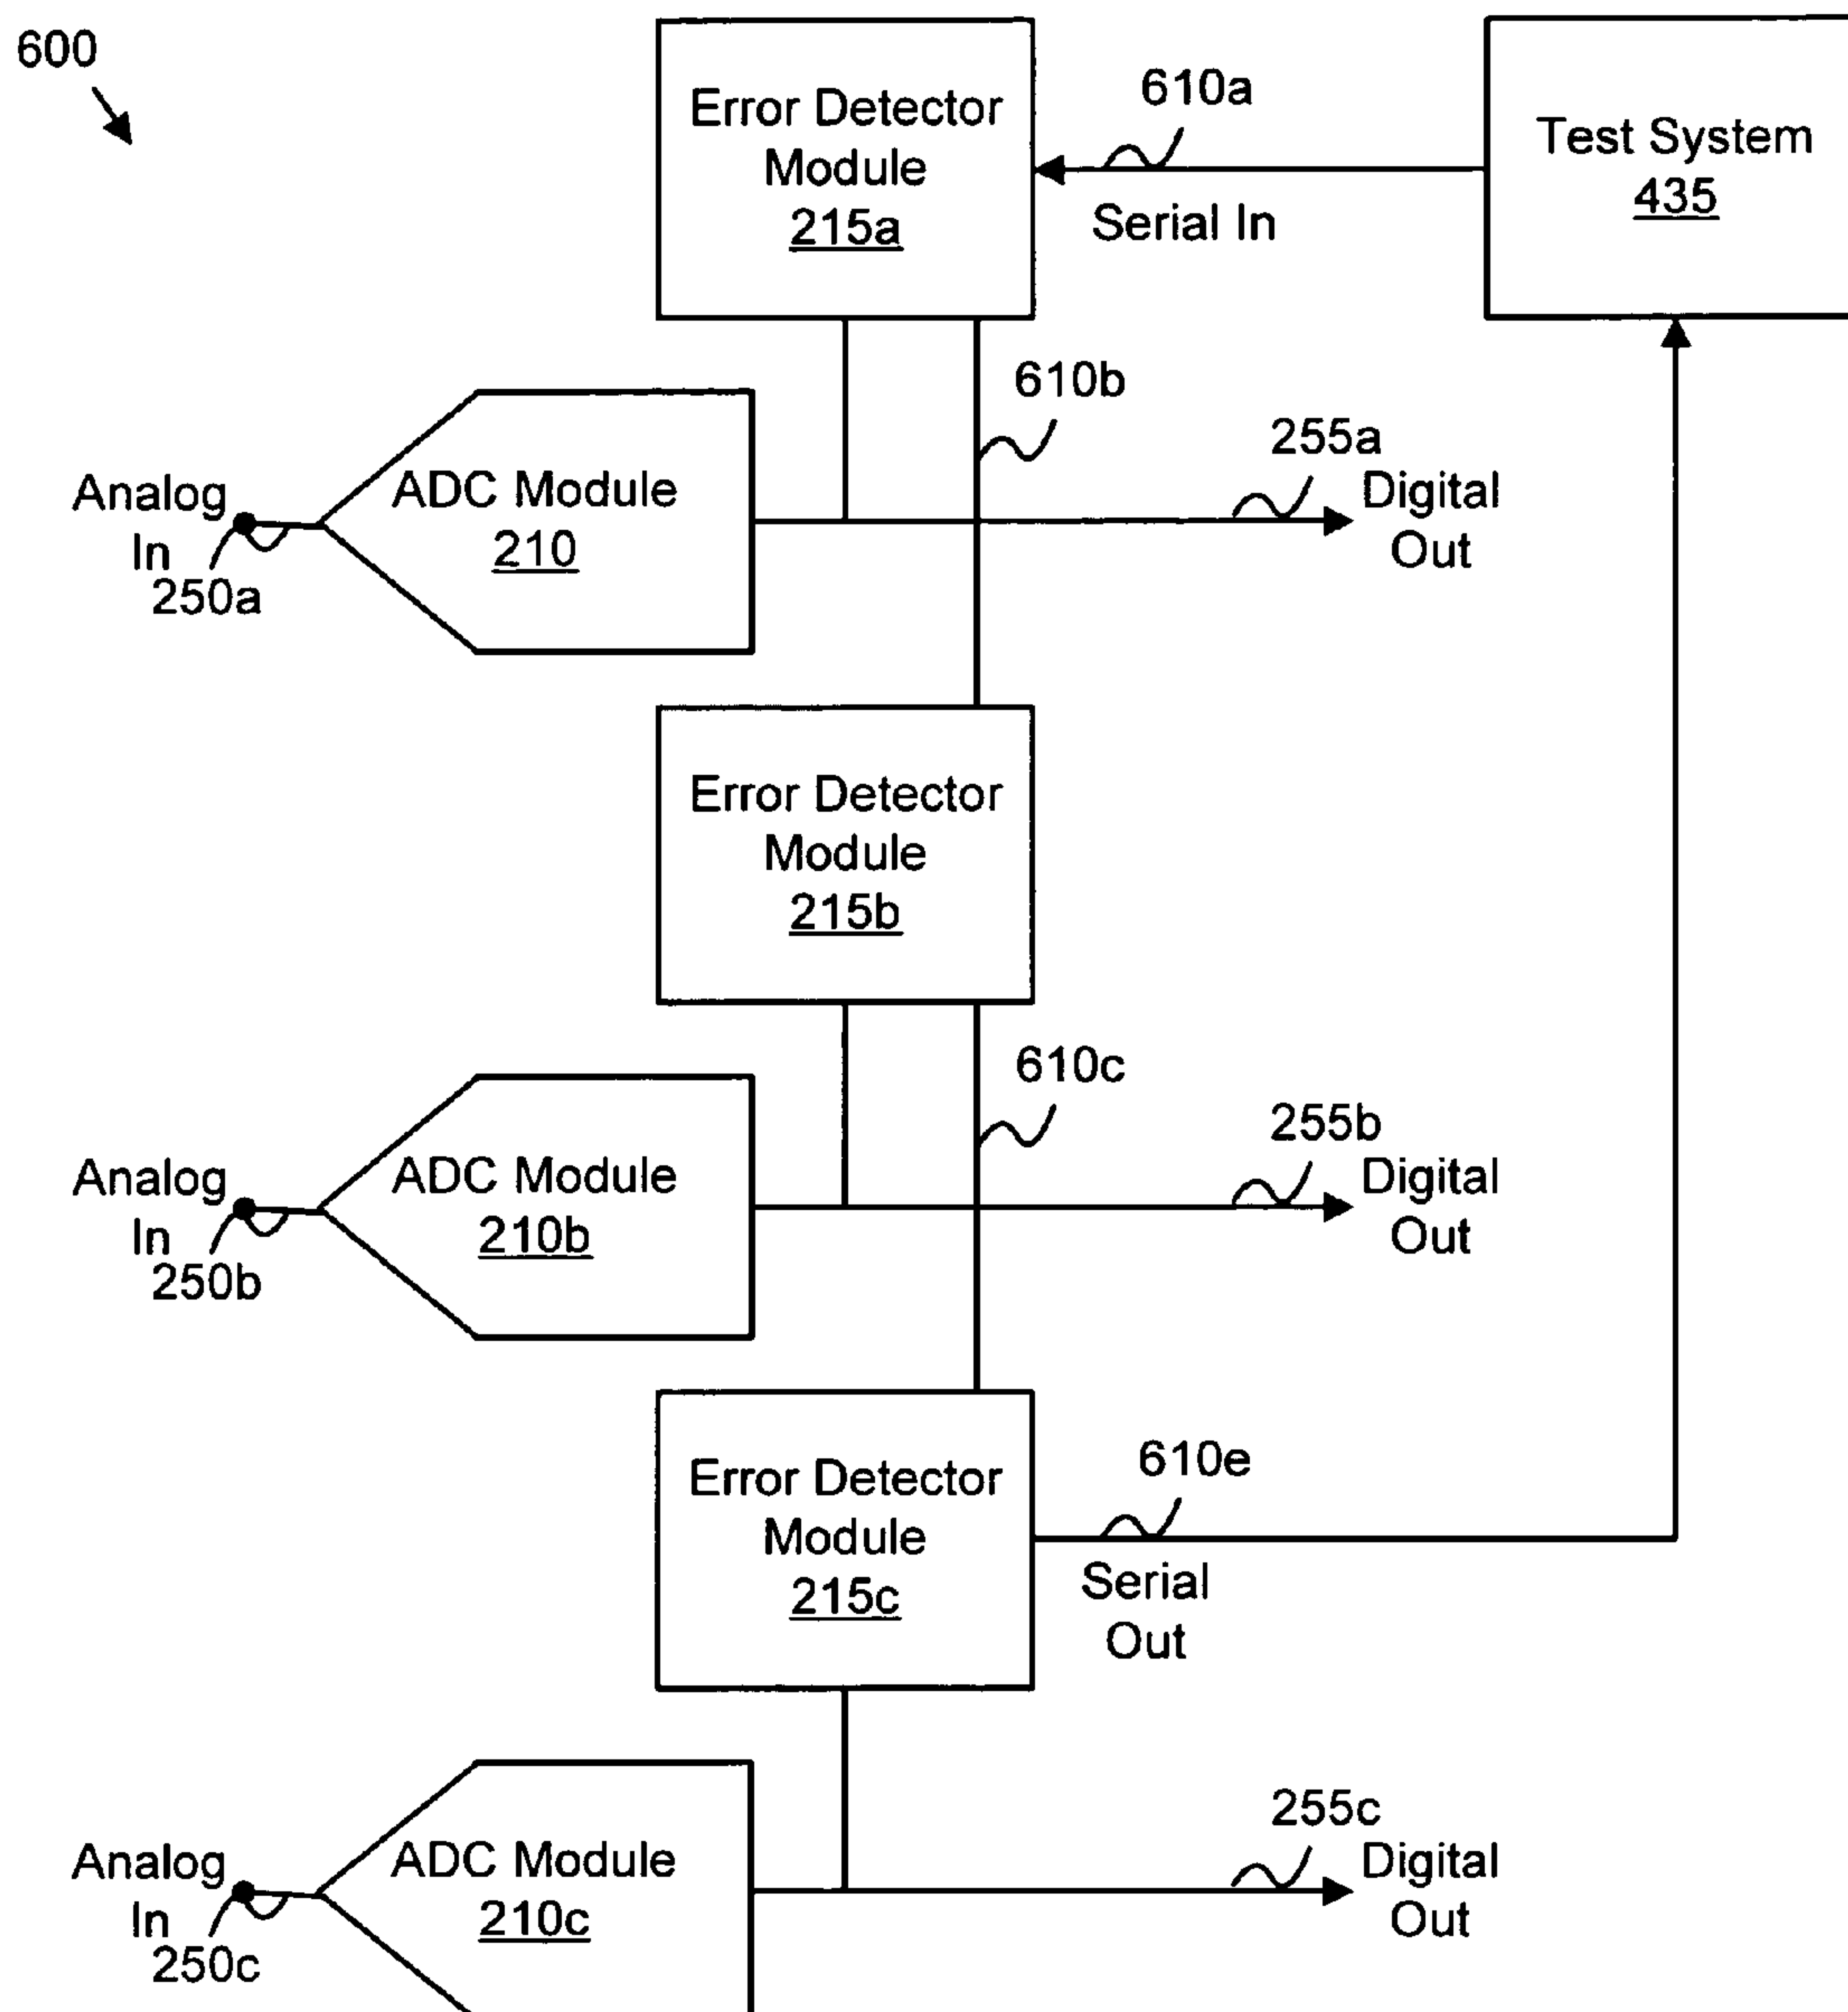 600
Error Detector
Module
215a
610a
Serial In
Test System
435
610b
255a
Analog
In
250a
ADC Module
210
Digital
Out
Error Detector
Module
215b
610c
255b
Analog
In
250b
ADC Module
210b
Digital
Out
Error Detector
Module
215c
610e
Serial
Out
255c
Analog
In
250c
ADC Module
210c
Digital
Out